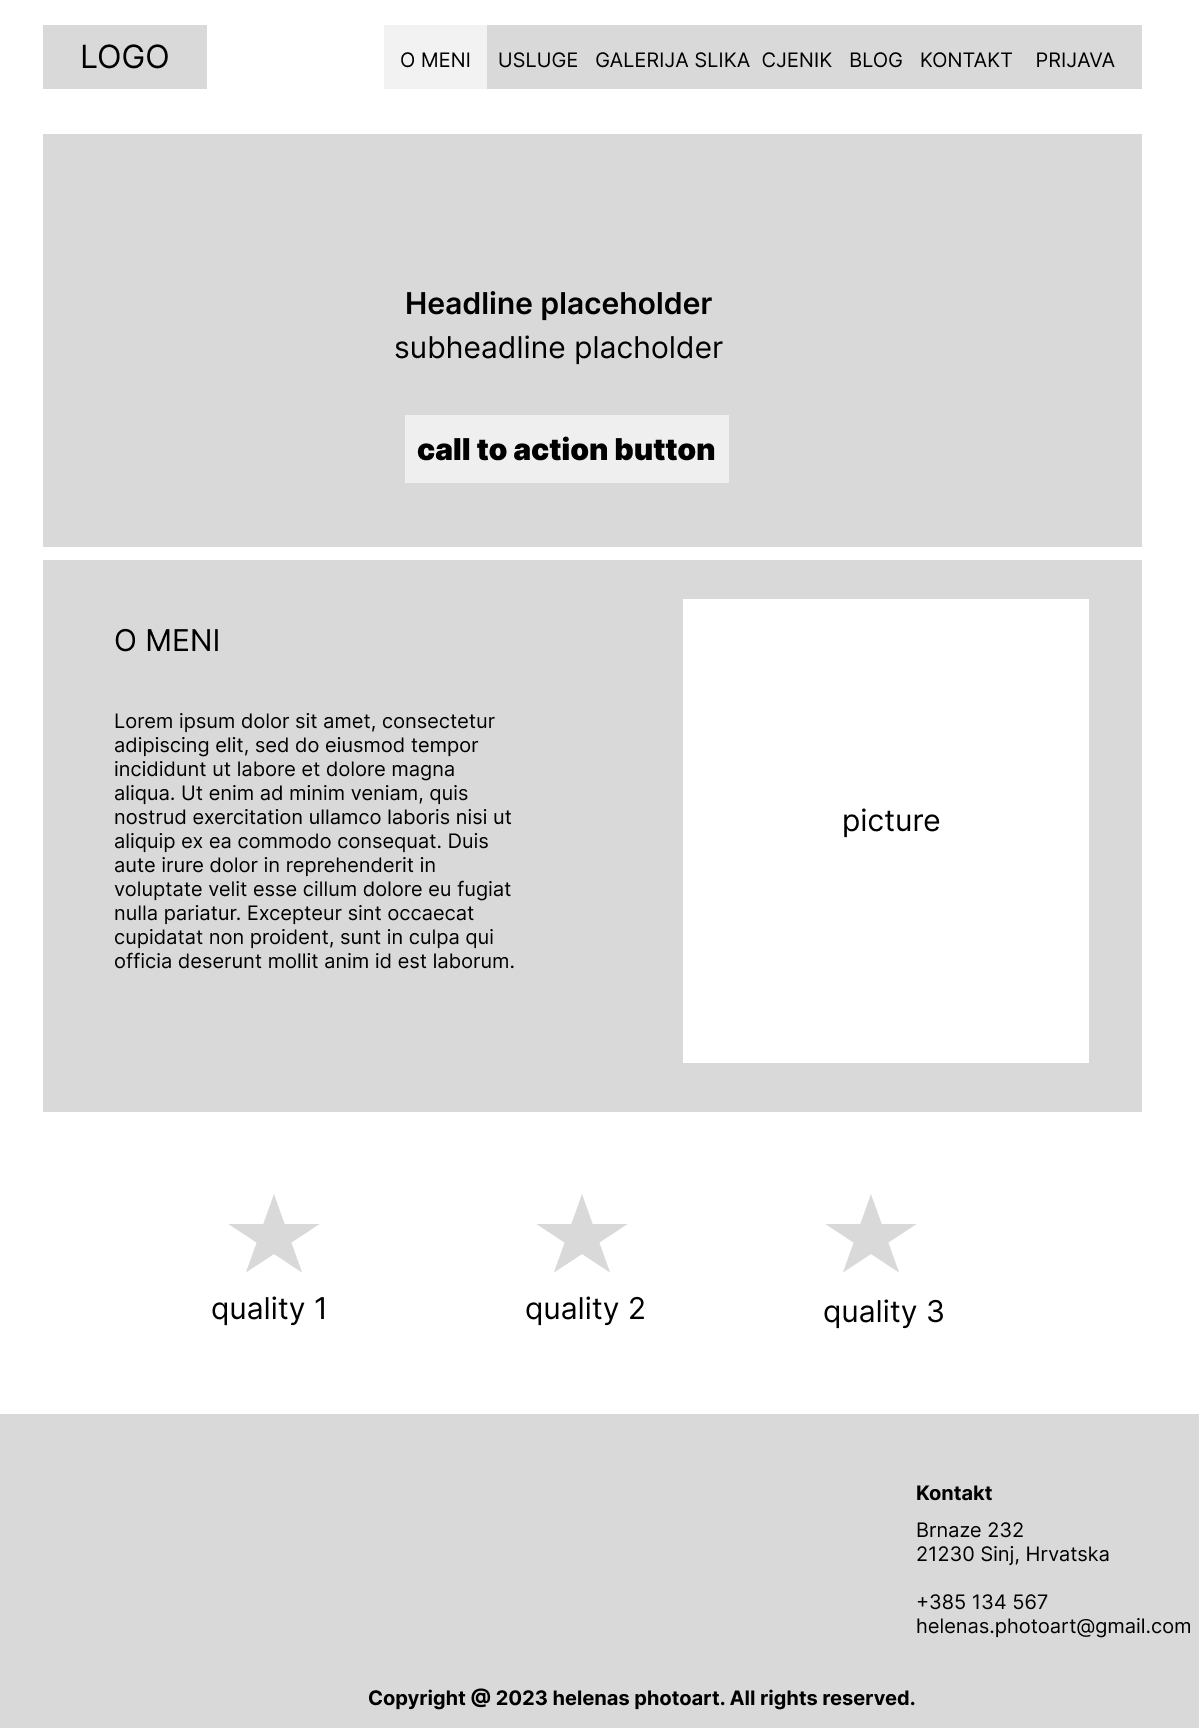 LOGO
O MENI USLUGE GALERIJA SLIKA CJENIK BLOG KONTAKT PRIJAVA
Headline placeholder
subheadline placholder
call to action button
O MENI
Lorem ipsum dolor sit amet, consectetur
adipiscing elit, sed do eiusmod tempor
incididunt ut labore et dolore magna
aliqua. Ut enim ad minim veniam, quis
nostrud exercitation ullamco laboris nisi ut
aliquip ex ea commodo consequat. Duis
aute irure dolor in reprehenderit in
voluptate velit esse cillum dolore eu fugiat
nulla pariatur. Excepteur sint occaecat
cupidatat non proident, sunt in culpa qui
officia deserunt mollit anim id est laborum.
picture
quality 1
quality 2
quality 3
Kontakt
Brnaze 232
21230 Sinj, Hrvatska
+385 134 567
helenas.photoart@gmail.com
Copyright @ 2023 helenas photoart. All rights reserved.